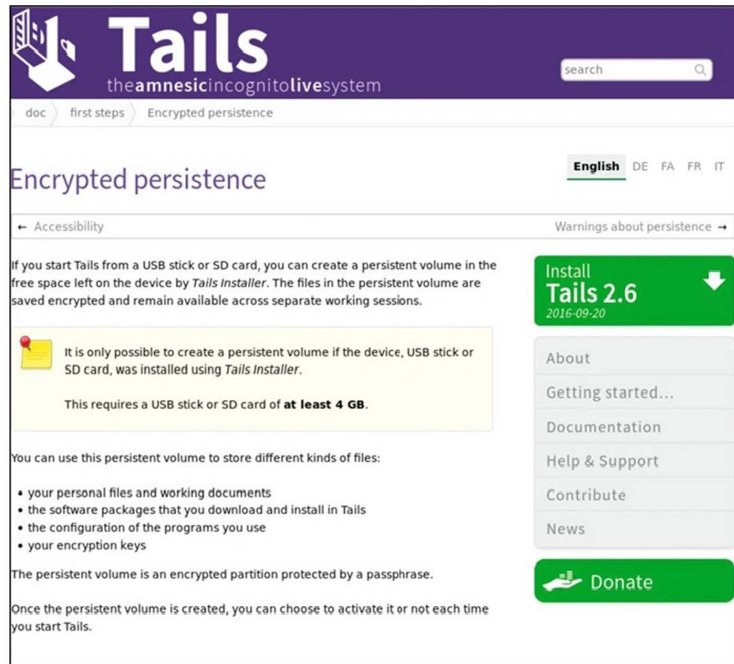 Tails
theamnesicincognitolivesystem
search
doc
first steps
Encrypted persistence
Encrypted persistence
English DE FA FR IT
← Accessibility
Warnings about persistence →
If you start Tails from a USB stick or SD card, you can create a persistent volume in the
free space left on the device by Tails Installer. The files in the persistent volume are
saved encrypted and remain available across separate working sessions.
It is only possible to create a persistent volume if the device, USB stick or
SD card, was installed using Tails Installer.
This requires a USB stick or SD card of at least 4 GB.
You can use this persistent volume to store different kinds of files:
• your personal files and working documents
• the software packages that you download and install in Tails
• the configuration of the programs you use
• your encryption keys
The persistent volume is an encrypted partition protected by a passphrase.
Once the persistent volume is created, you can choose to activate it or not each time
you start Tails.
Install
Tails 2.6
2016-09-20
About
Getting started...
Documentation
Help & Support
Contribute
News
Donate